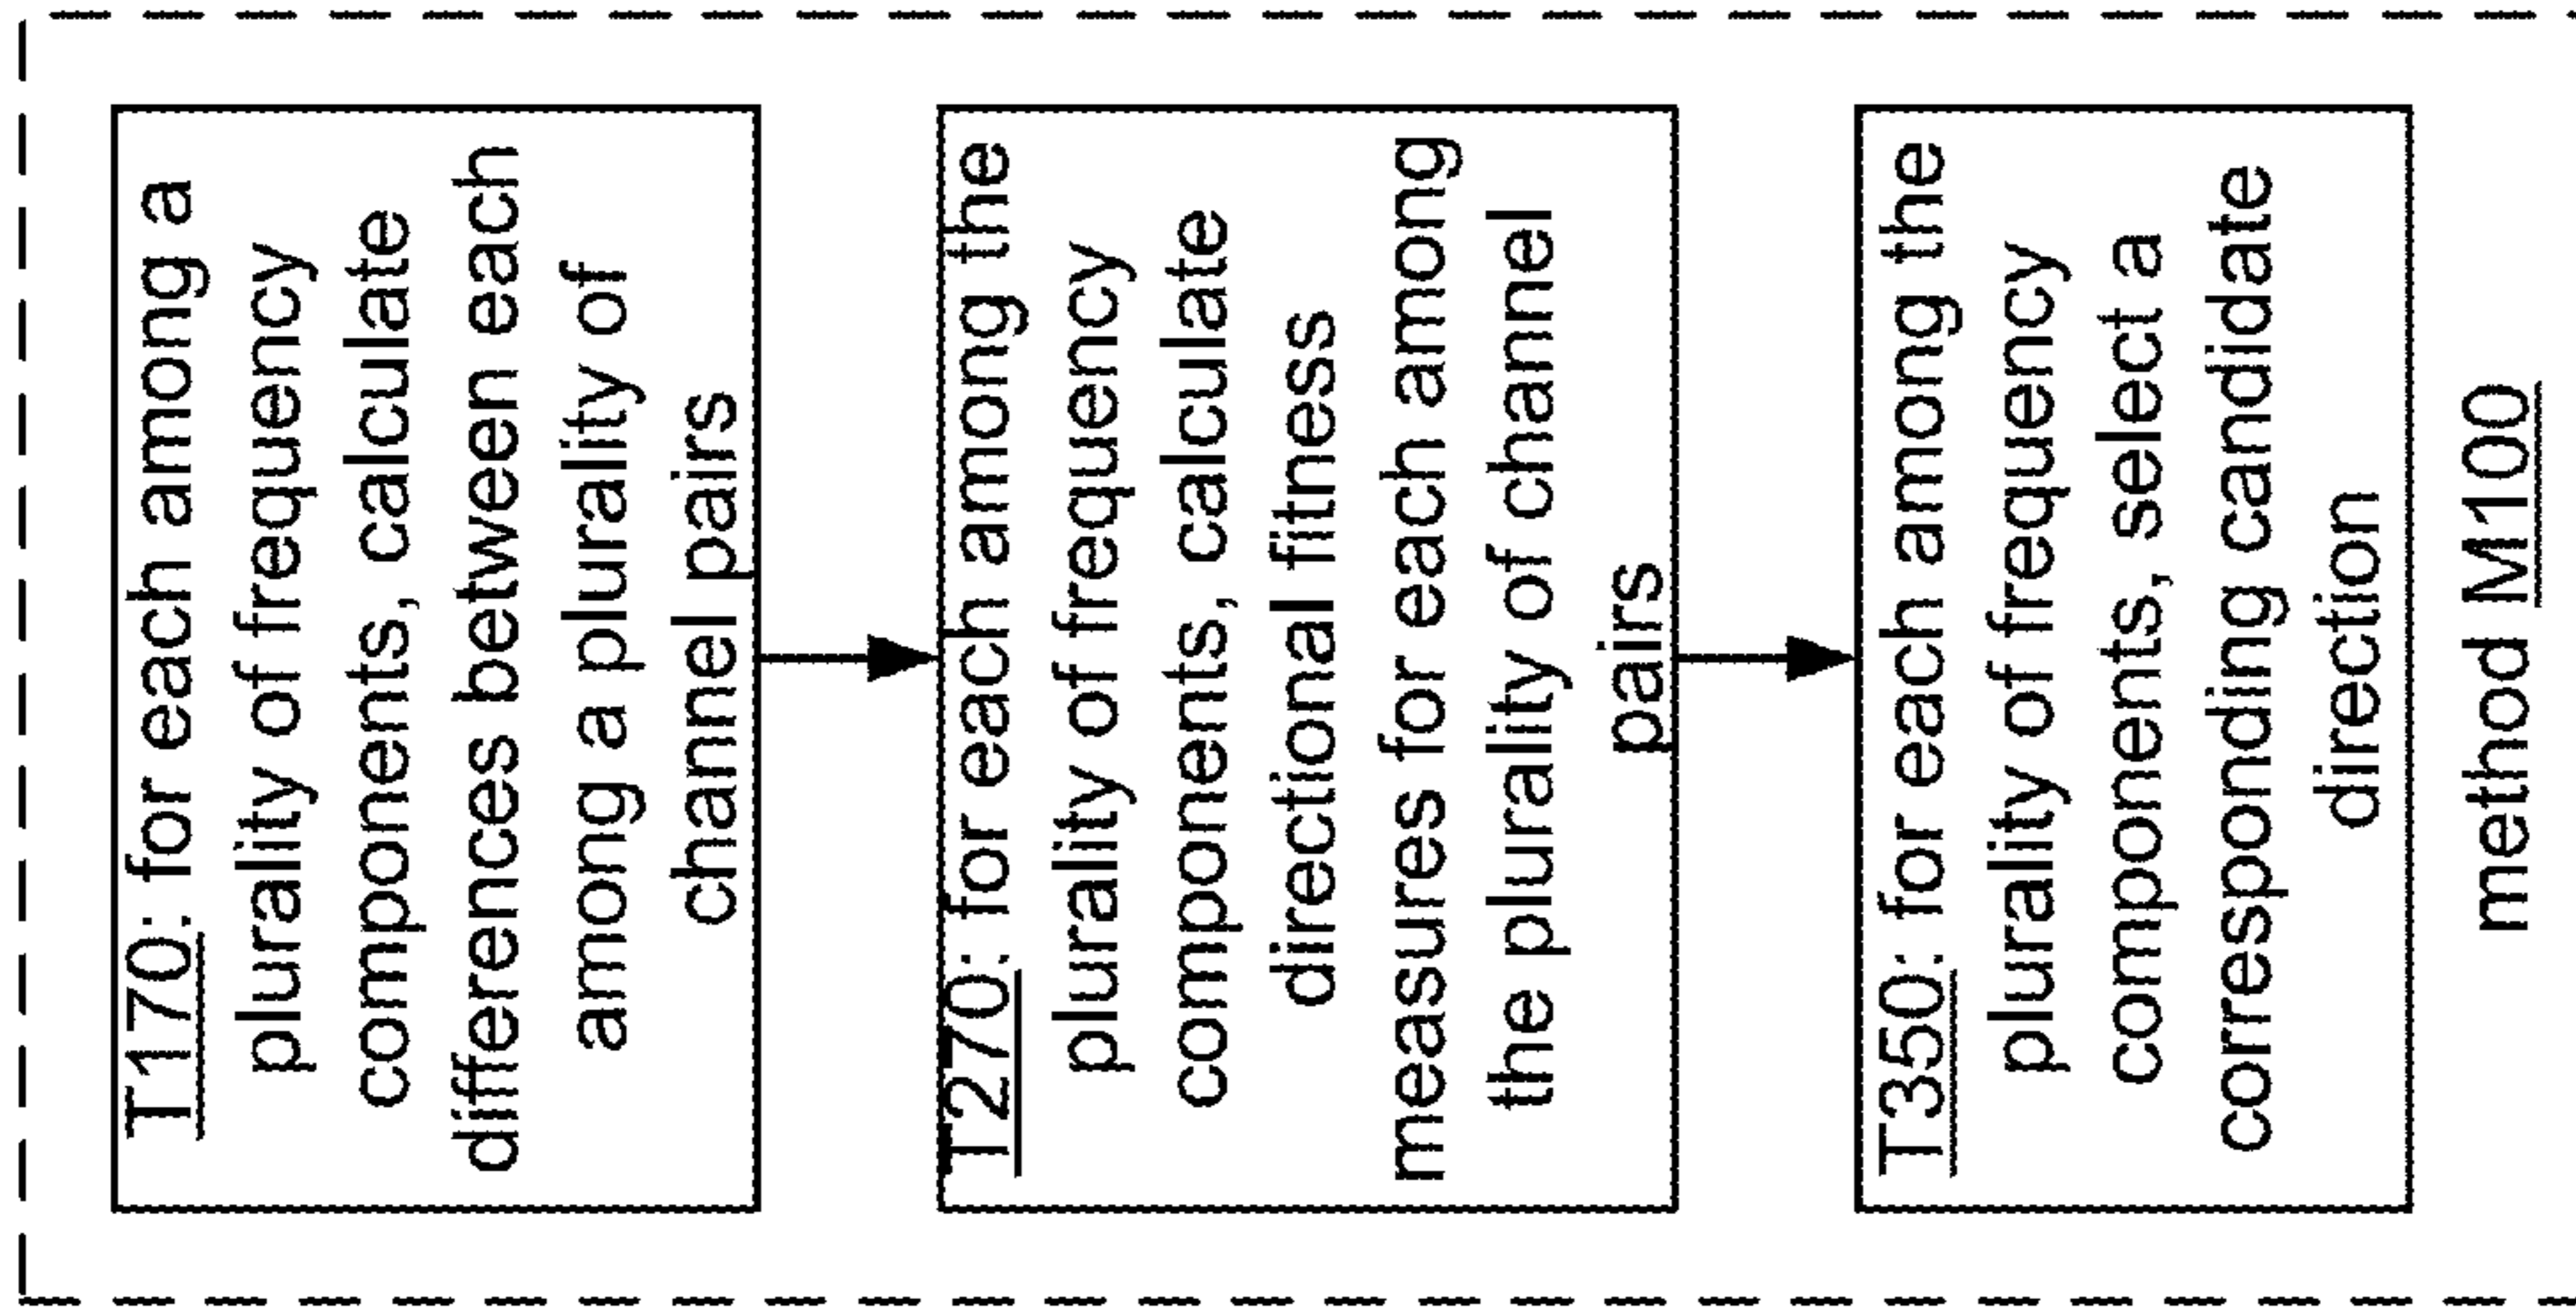 T170: for each among a
plurality of frequency
components, calculate
differences between each
among a plurality of
channel pairs
T270: for each among the
plurality of frequency
components, calculate
directional fitness
measures for each among
the plurality of channel
pairs
T350: for each among the
plurality of frequency
components, select a
corresponding candidate
direction
method M100